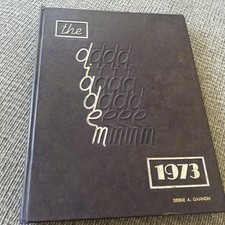 the
diadem
1973
DEBBIE A. GANNON